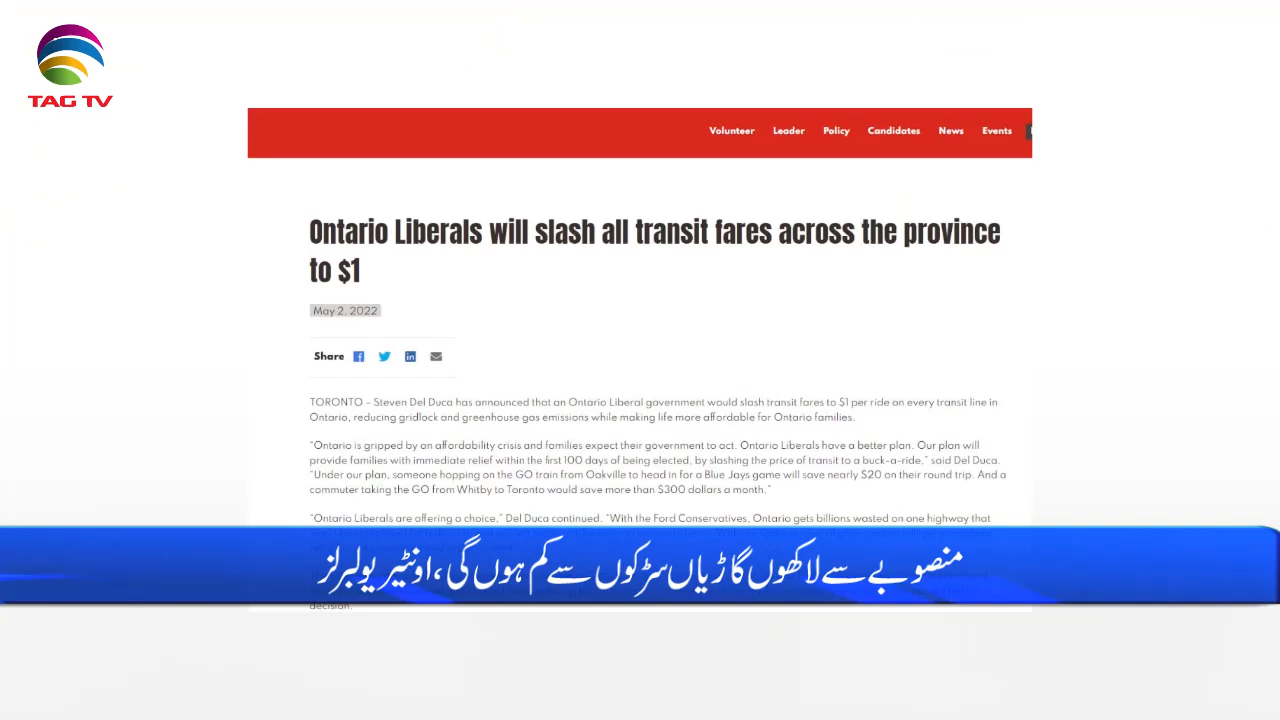 TAG TV
Volunteer Leader Policy Candidates News Events
Ontario Liberals will slash all transit fares across the province
to $1
May 2, 2022
Share
TORONTO – Steven Del Duca has announced that an Ontario Liberal government would slash transit fares to $1 per ride on every transit line in
Ontario, reducing gridlock and greenhouse gas emissions while making life more affordable for Ontario families.
“Ontario is gripped by an affordability crisis and families expect their government to act. Ontario Liberals have a better plan. Our plan will
provide families with immediate relief within the first 100 days of being elected, by slashing the price of transit to a buck-a-ride,” said Del Duca.
“Under our plan, someone hopping on the GO train from Oakville to head in for a Blue Jays game will save nearly $20 on their round trip. And a
commuter taking the GO from Whitby to Toronto would save more than $300 dollars a month.”
“Ontario Liberals are offering a choice,” Del Duca continued. “With the Ford Conservatives, Ontario gets billions wasted on one highway that
منصوبے سے لاکھوں گاڑیاں سڑکوں سے کم ہوں گی، اونٹیریو لبرلز
decision.